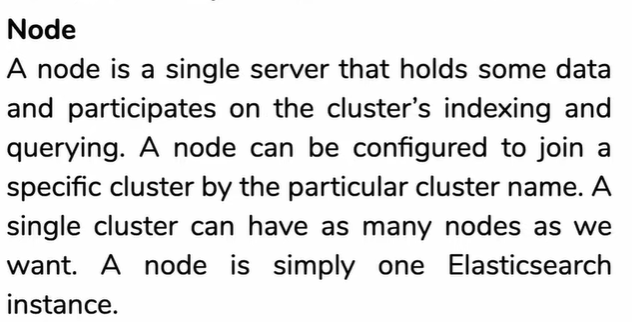 Node
A node is a single server that holds some data
and participates on the cluster’s indexing and
querying. A node can be configured to join a
specific cluster by the particular cluster name. A
single cluster can have as many nodes as we
want. A node is simply one Elasticsearch
instance.